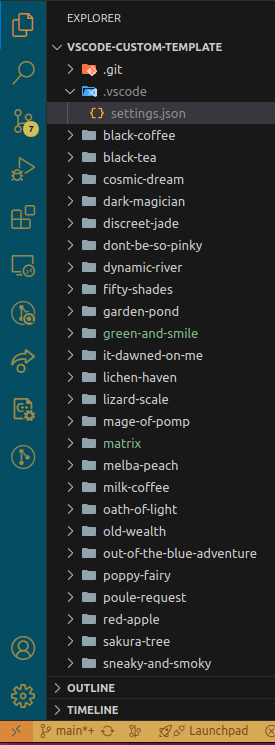 EXPLORER
VSCODE-CUSTOM-TEMPLATE
.git
.vscode
{} settings.json
7
black-coffee
black-tea
cosmic-dream
dark-magician
discreet-jade
dont-be-so-pinky
dynamic-river
fifty-shades
garden-pond
green-and-smile
it-dawned-on-me
lichen-haven
lizard-scale
mage-of-pomp
matrix
melba-peach
milk-coffee
oath-of-light
old-wealth
out-of-the-blue-adventure
poppy-fairy
poule-request
red-apple
sakura-tree
sneaky-and-smoky
OUTLINE
TIMELINE
main*+ Launchpad